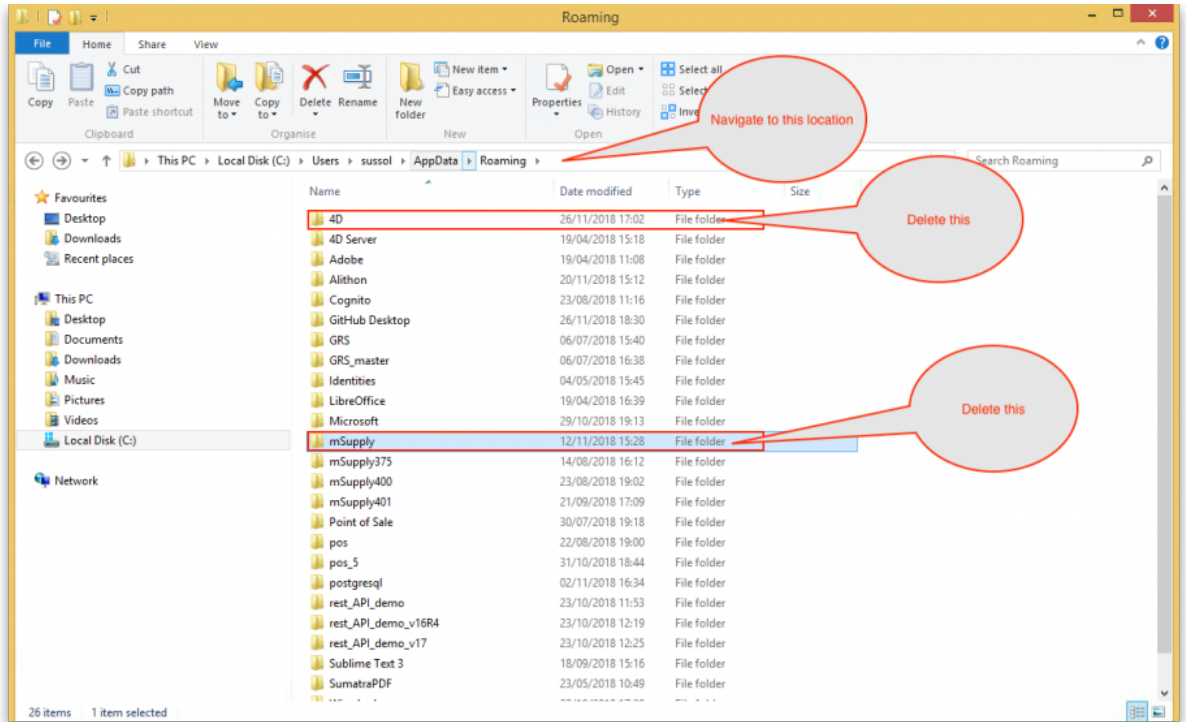 Roaming
File Home Share View
Copy Paste Cut Copy path Paste shortcut Move to Copy to Delete Rename New folder New item Easy access Properties Open Edit History Select all Selec Inve
Clipboard Organise New Open
Navigate to this location
This PC Local Disk (C:) Users sussol AppData Roaming Search Roaming
Favourites
Desktop
Downloads
Recent places
This PC
Desktop
Documents
Downloads
Music
Pictures
Videos
Local Disk (C:)
Network
Name Date modified Type Size
4D 26/11/2018 17:02 File folder
Delete this
4D Server 19/04/2018 15:18 File folder
Adobe 19/04/2018 11:08 File folder
Alithon 20/11/2018 15:12 File folder
Cognito 23/08/2018 11:16 File folder
GitHub Desktop 26/11/2018 18:30 File folder
GRS 06/07/2018 15:40 File folder
GRS_master 06/07/2018 16:38 File folder
Identities 04/05/2018 15:45 File folder
LibreOffice 19/04/2018 16:39 File folder
Microsoft 29/10/2018 19:13 File folder
Delete this
mSupply 12/11/2018 15:28 File folder
mSupply375 14/08/2018 16:12 File folder
mSupply400 23/08/2018 19:02 File folder
mSupply401 21/09/2018 17:09 File folder
Point of Sale 30/07/2018 19:18 File folder
pos 22/08/2018 19:00 File folder
pos_5 31/10/2018 18:44 File folder
postgresql 02/11/2018 16:34 File folder
rest_API_demo 23/10/2018 11:53 File folder
rest_API_demo_v16R4 23/10/2018 12:19 File folder
rest_API_demo_v17 23/10/2018 12:25 File folder
Sublime Text 3 18/09/2018 15:16 File folder
SumatraPDF 23/05/2018 10:49 File folder
26 items 1 item selected